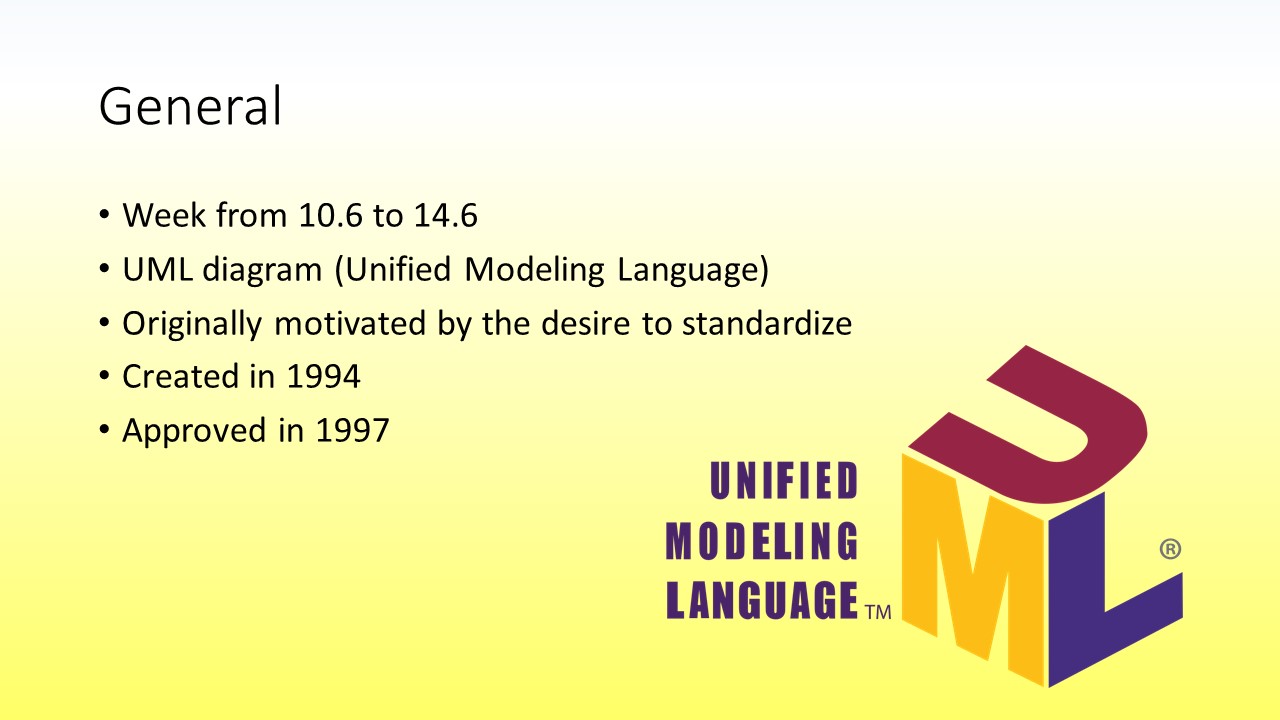 General
• Week from 10.6 to 14.6
• UML diagram (Unified Modeling Language)
• Originally motivated by the desire to standardize
• Created in 1994
• Approved in 1997
UNIFIED
MODELING
LANGUAGE TM
UML ®